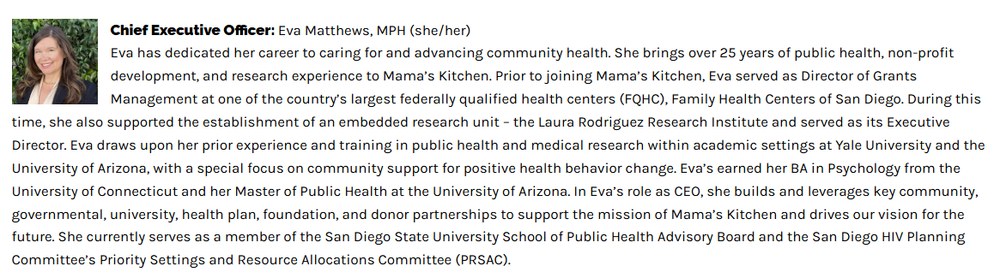 Chief Executive Officer: Eva Matthews, MPH (she/her)
Eva has dedicated her career to caring for and advancing community health. She brings over 25 years of public health, non-profit
development, and research experience to Mama's Kitchen. Prior to joining Mama's Kitchen, Eva served as Director of Grants
Management at one of the country's largest federally qualified health centers (FQHC), Family Health Centers of San Diego. During this
time, she also supported the establishment of an embedded research unit – the Laura Rodriguez Research Institute and served as its Executive
Director. Eva draws upon her prior experience and training in public health and medical research within academic settings at Yale University and the
University of Arizona, with a special focus on community support for positive health behavior change. Eva's earned her BA in Psychology from the
University of Connecticut and her Master of Public Health at the University of Arizona. In Eva's role as CEO, she builds and leverages key community,
governmental, university, health plan, foundation, and donor partnerships to support the mission of Mama's Kitchen and drives our vision for the
future. She currently serves as a member of the San Diego State University School of Public Health Advisory Board and the San Diego HIV Planning
Committee's Priority Settings and Resource Allocations Committee (PRSAC).